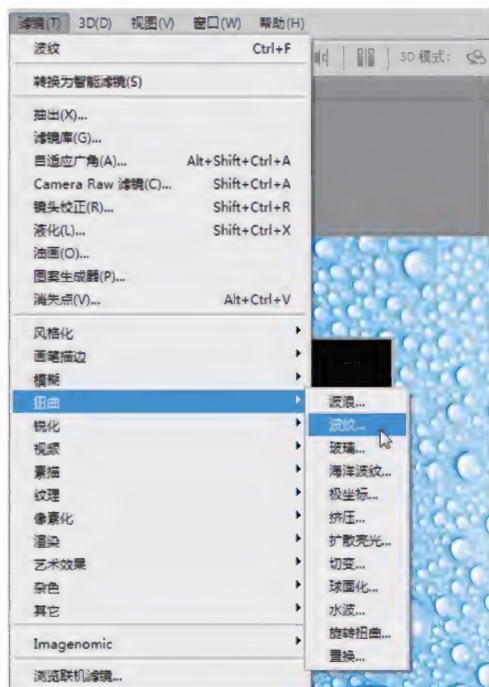 滤镜(T) 3D(D) 视图(V) 窗口(W) 帮助(H)
波纹 Ctrl+F
3D 模式:
转换为智能滤镜(S)
抽出(X)...
滤镜库(G)...
自适应广角(A)... Alt+Shift+Ctrl+A
Camera Raw 滤镜(C)... Shift+Ctrl+A
镜头校正(R)... Shift+Ctrl+R
液化(L)... Shift+Ctrl+X
油画(O)...
图案生成器(P)...
消失点(V)... Alt+Ctrl+V
风格化
画笔描边
模糊
扭曲
锐化
视频
素描
纹理
像素化
渲染
艺术效果
杂色
其它
Imagenomic
浏览联机滤镜...
波浪...
波纹...
玻璃...
海洋波纹...
极坐标...
挤压...
扩散亮光...
切变...
球面化...
水波...
旋转扭曲...
置换...